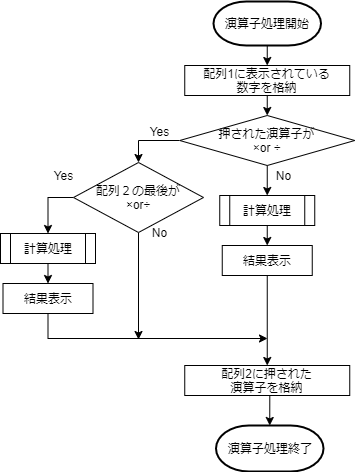 演算子処理開始
配列1に表示されている
数字を格納
押された演算子が
×or ÷
Yes
No
配列２の最後が
×or÷
Yes
No
計算処理
結果表示
計算処理
結果表示
配列2に押された
演算子を格納
演算子処理終了